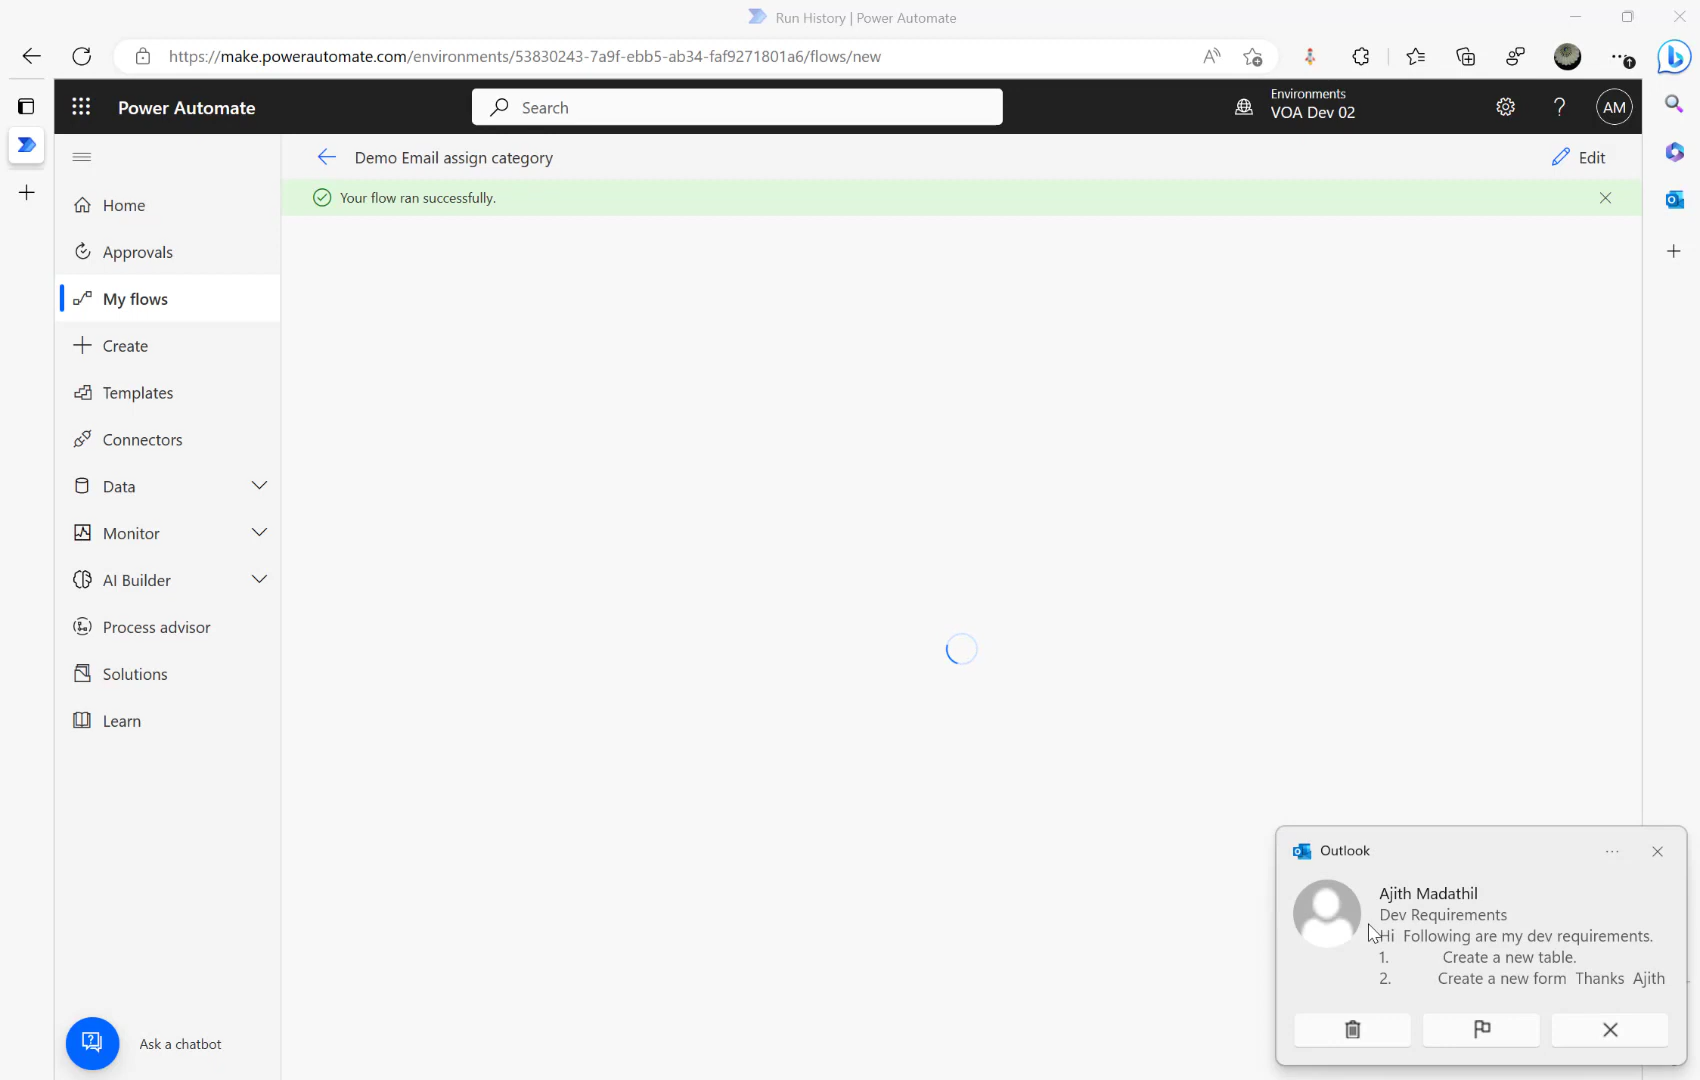 Run History | Power Automate
https://make.powerautomate.com/environments/53830243-7a9f-ebb5-ab34-faf9271801a6/flows/new
Power Automate
Search
Environments
VOA Dev 02
?
AM
Demo Email assign category
Edit
Your flow ran successfully.
Home
Approvals
My flows
Create
Templates
Connectors
Data
Monitor
AI Builder
Process advisor
Solutions
Learn
Ask a chatbot
Outlook
Ajith Madathil
Dev Requirements
Hi Following are my dev requirements.
1. Create a new table.
2. Create a new form Thanks Ajith